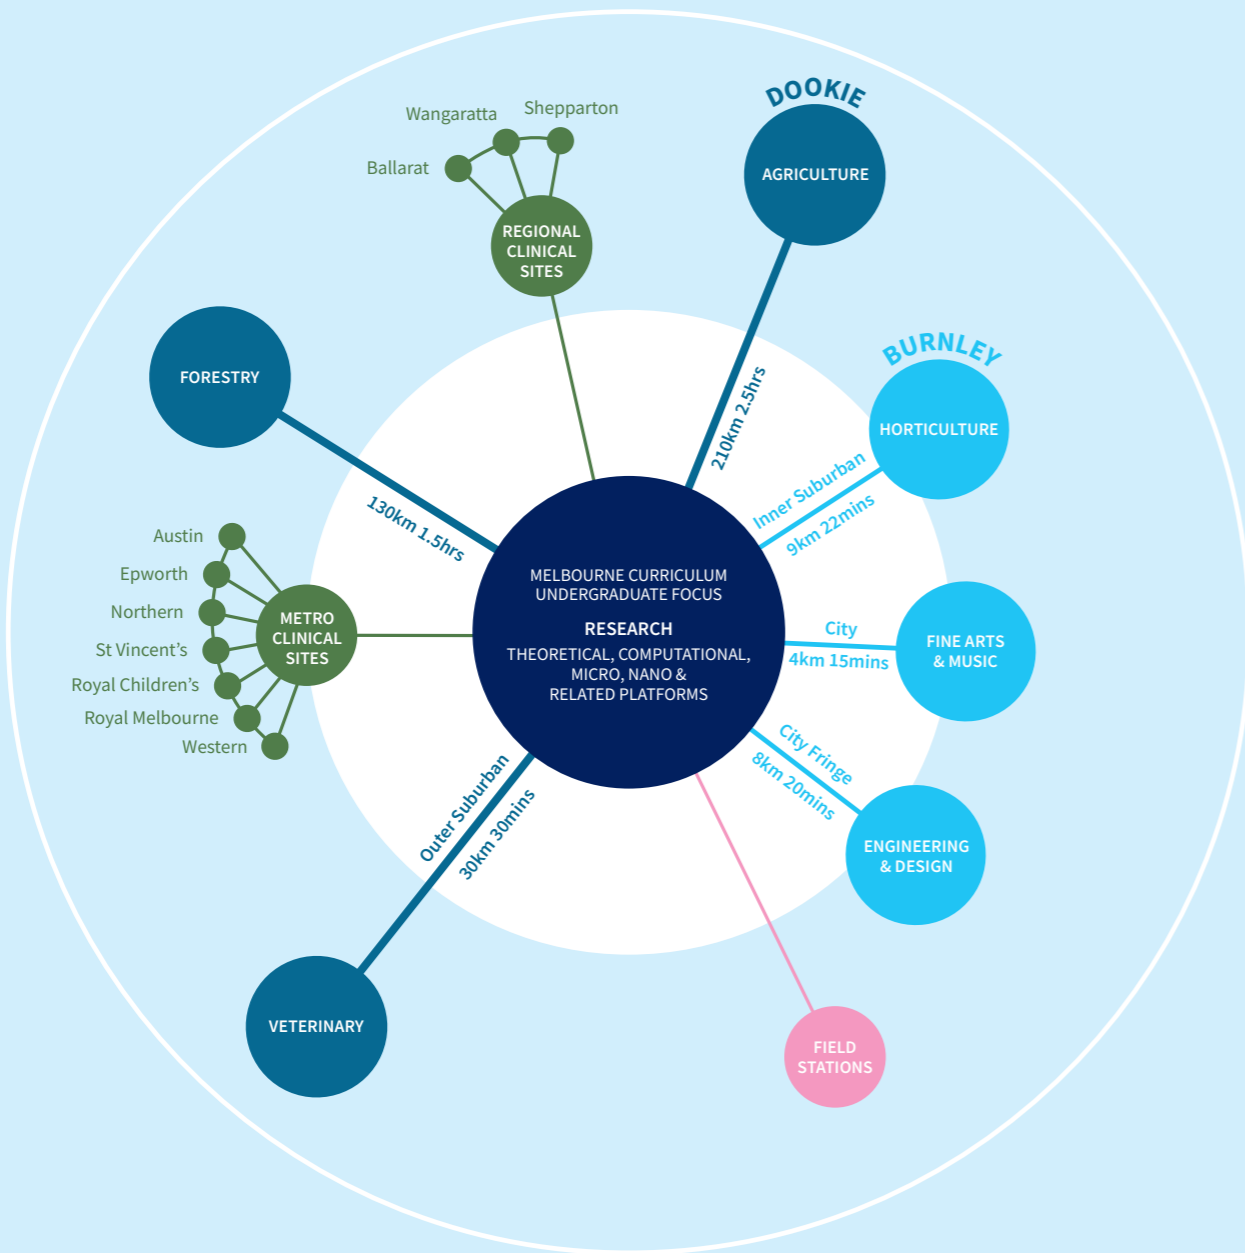 DOOKIE
AGRICULTURE
210km 2.5hrs
Wangaratta
Shepparton
Ballarat
REGIONAL
CLINICAL
SITES
BURNLEY
HORTICULTURE
Inner Suburban
9km 22mins
FORESTRY
130km 1.5hrs
Austin
Epworth
Northern
St Vincent's
Royal Children's
Royal Melbourne
Western
METRO
CLINICAL
SITES
MELBOURNE CURRICULUM
UNDERGRADUATE FOCUS
RESEARCH
THEORETICAL, COMPUTATIONAL,
MICRO, NANO &
RELATED PLATFORMS
City
4km 15mins
FINE ARTS
& MUSIC
City Fringe
8km 20mins
ENGINEERING
& DESIGN
Outer Suburban
30km 30mins
VETERINARY
FIELD
STATIONS